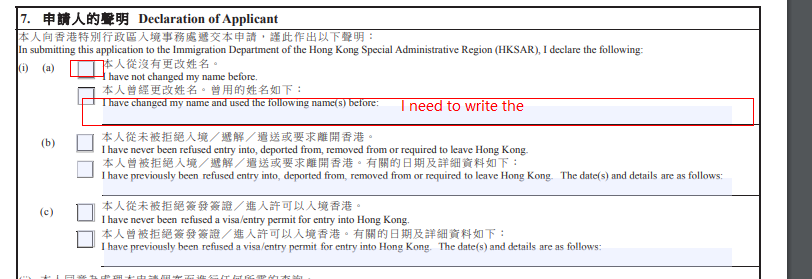 7. 申請人的聲明 Declaration of Applicant
本人向香港特別行政區入境事務處遞交本申請，謹此作出以下聲明：
In submitting this application to the Immigration Department of the Hong Kong Special Administrative Region (HKSAR), I declare the following:
(i) (a) 本人從沒有更改姓名。
I have not changed my name before.
本人曾經更改姓名。曾用的姓名如下：
I have changed my name and used the following name(s) before: I need to write the
(b) 本人從未被拒絕入境／遞解／遣送或要求離開香港。
I have never been refused entry into, deported from, removed from or required to leave Hong Kong.
本人曾被拒絕入境／遞解／遣送或要求離開香港。有關的日期及詳細資料如下：
I have previously been refused entry into, deported from, removed from or required to leave Hong Kong. The date(s) and details are as follows:
(c) 本人從未被拒絕簽發簽證／進入許可以入境香港。
I have never been refused a visa/entry permit for entry into Hong Kong.
本人曾被拒絕簽發簽證／進入許可以入境香港。有關的日期及詳細資料如下：
I have previously been refused a visa/entry permit for entry into Hong Kong. The date(s) and details are as follows: